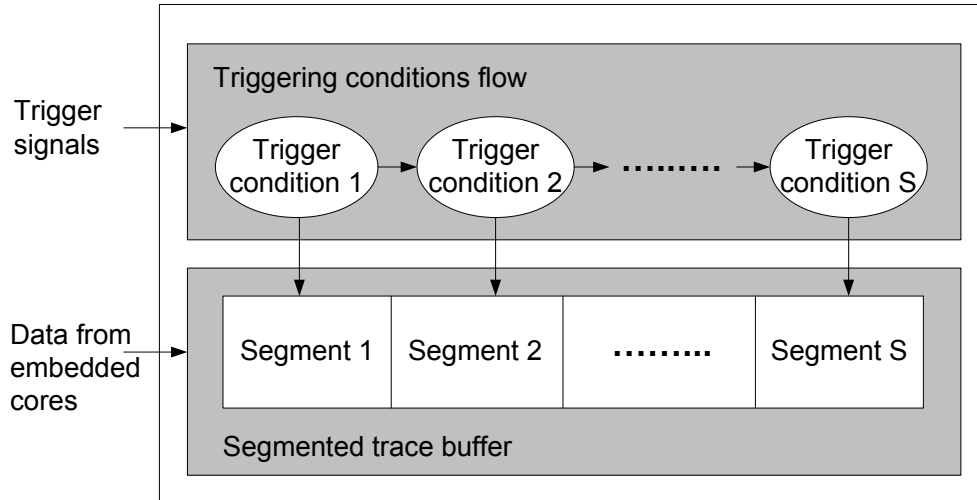 Triggering conditions flow
Trigger
signals
Trigger
condition 1
Trigger
condition 2
.........
Trigger
condition S
Data from
embedded
cores
Segment 1
Segment 2
.........
Segment S
Segmented trace buffer